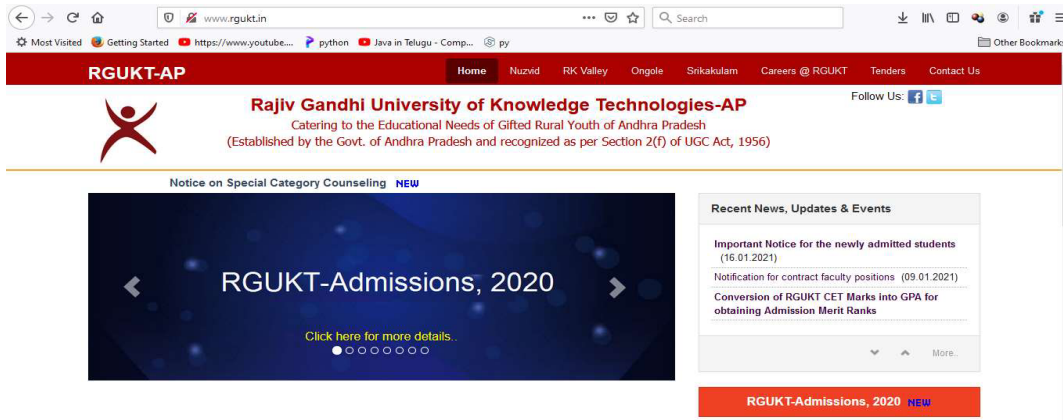 www.rgukt.in
Search
Most Visited Getting Started https://www.youtube.... python Java in Telugu - Comp... py Other Bookmarks
RGUKT-AP Home Nuzvid RK Valley Ongole Srikakulam Careers @ RGUKT Tenders Contact Us
Rajiv Gandhi University of Knowledge Technologies-AP
Follow Us:
Catering to the Educational Needs of Gifted Rural Youth of Andhra Pradesh
(Established by the Govt. of Andhra Pradesh and recognized as per Section 2(f) of UGC Act, 1956)
Notice on Special Category Counseling NEW
RGUKT-Admissions, 2020
Click here for more details..
Recent News, Updates & Events
Important Notice for the newly admitted students
(16.01.2021)
Notification for contract faculty positions (09.01.2021)
Conversion of RGUKT CET Marks into GPA for
obtaining Admission Merit Ranks
More..
RGUKT-Admissions, 2020 NEW